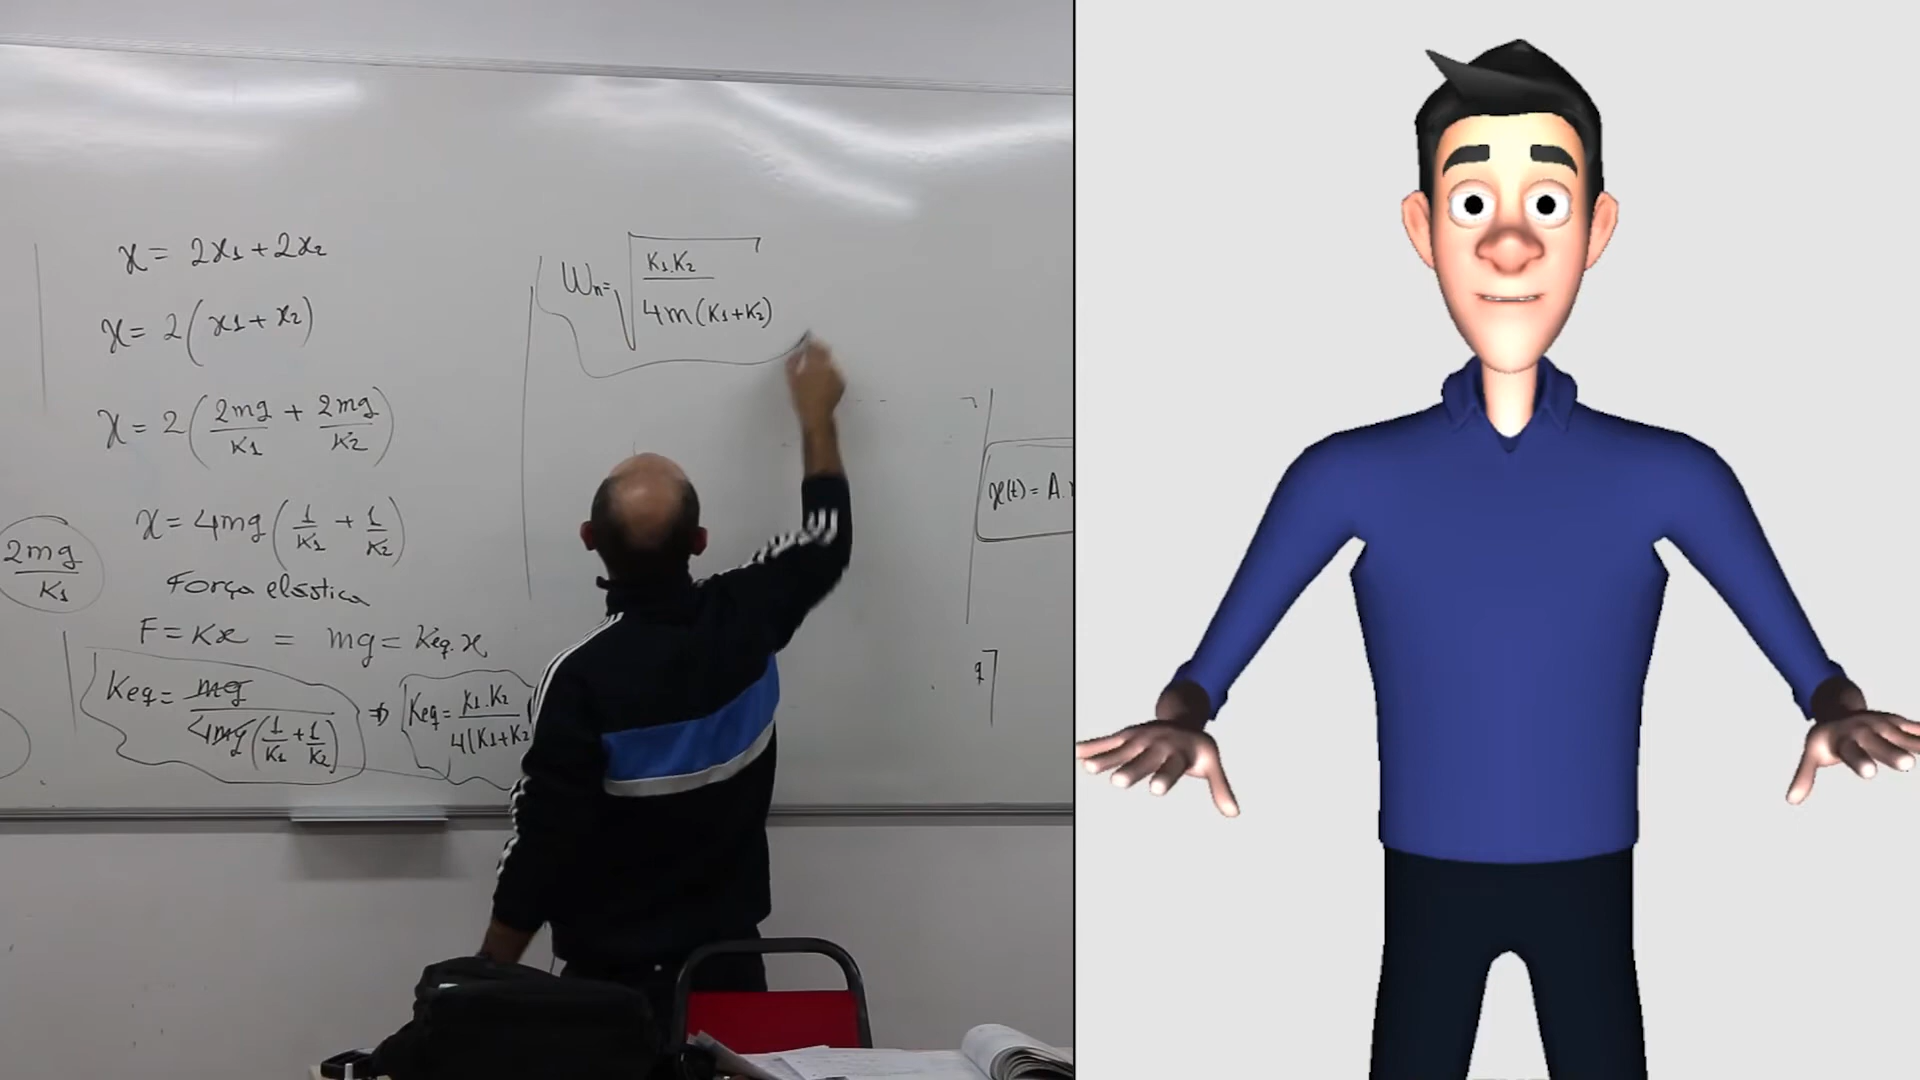 x = 2x1 + 2x2
x = 2(x1 + x2)
x = 2(2mg/K1 + 2mg/K2)
x = 4mg(1/K1 + 1/K2)
Força elástica
F = Kx = mg = Keq.x
Keq = mg/4mg(1/K1 + 1/K2) ⇒ Keq = K1.K2/4(K1+K2
2mg/K1
Wn = √K1.K2/4m(K1+K2)
x(t) = A.